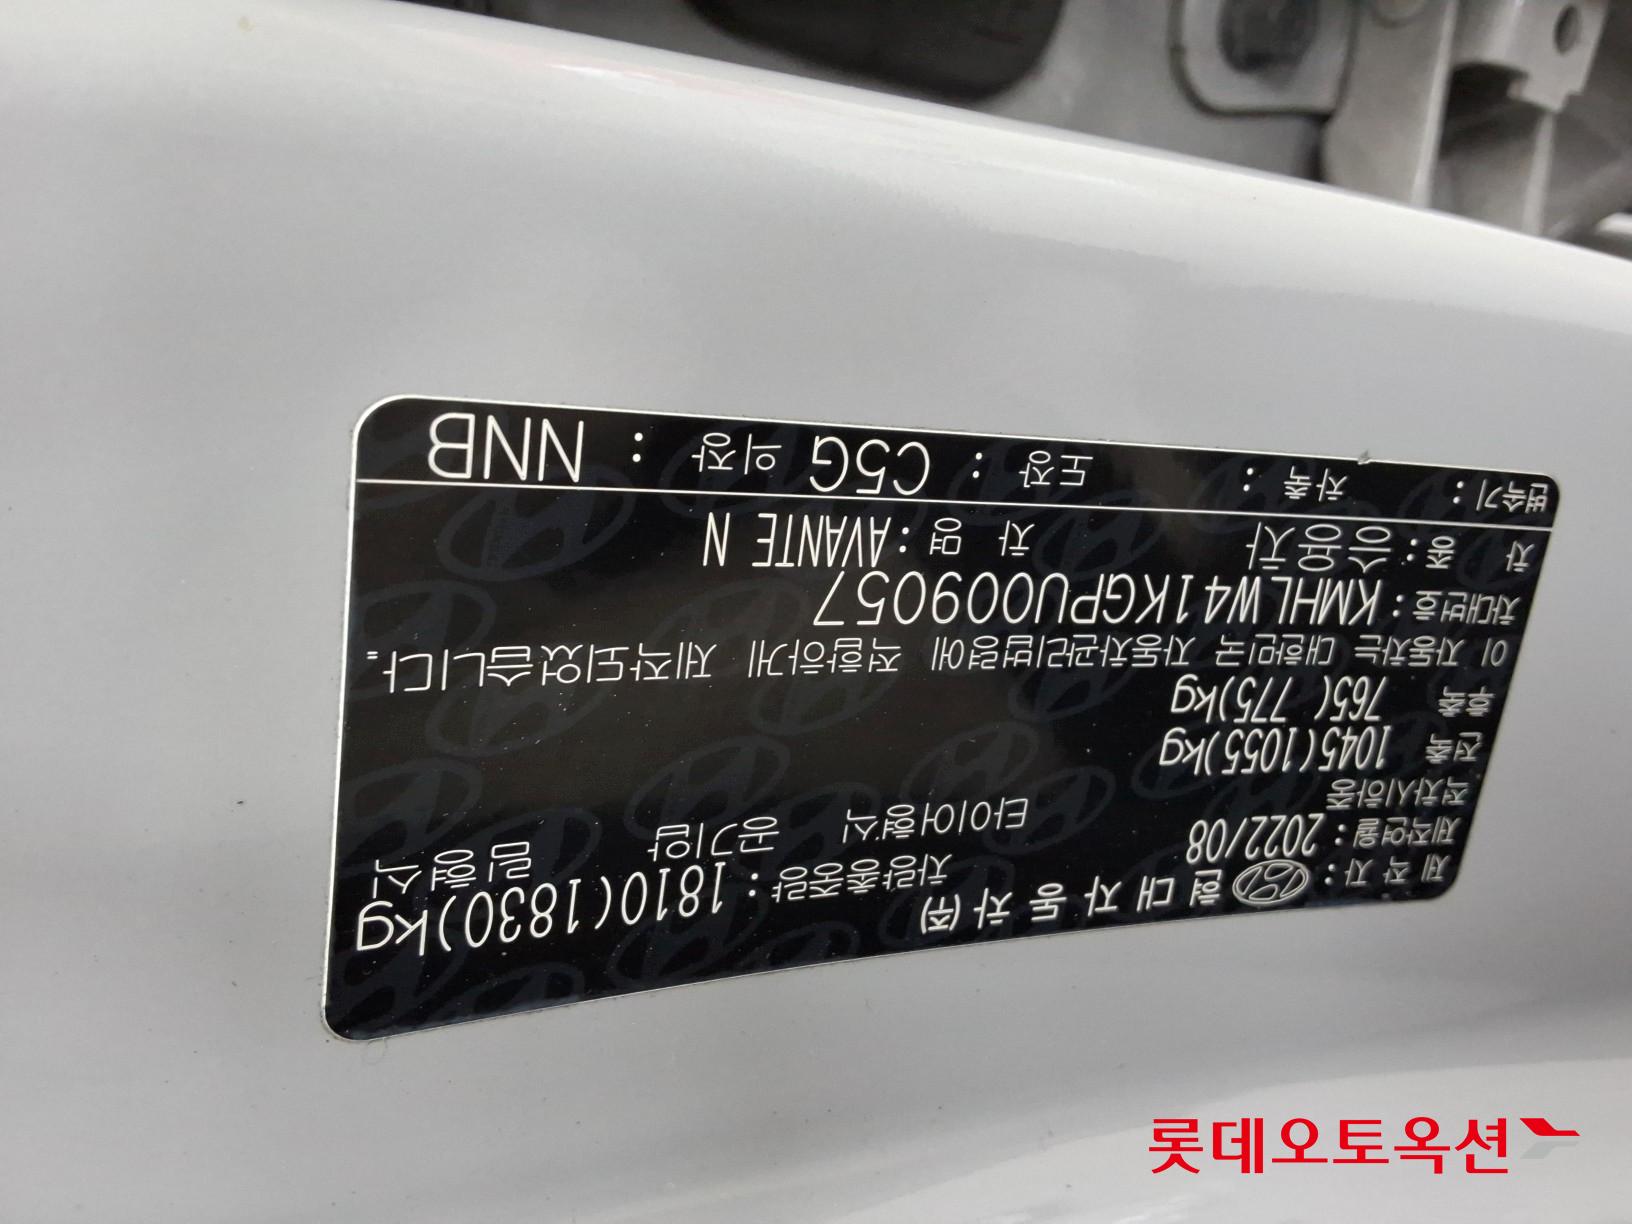 제 작 자 : 현 대 자 동 차 (주)
제작연월 : 2022/08 차량총중량 : 1810(1830)kg
적차시하중 타이어형식 공기압 림형식
전 축 1045(1055)kg
후 축 765( 775)kg
이 자동차는 대한민국 자동차관리법령에 적합하게 제작되었습니다.
차대번호 : KMHLW41KGPU009057
차 종 : 승용차 차 명 : AVANTE N
변속기 : 차축 : 도장 : C5G 의장 : NNB
롯데오토옥션